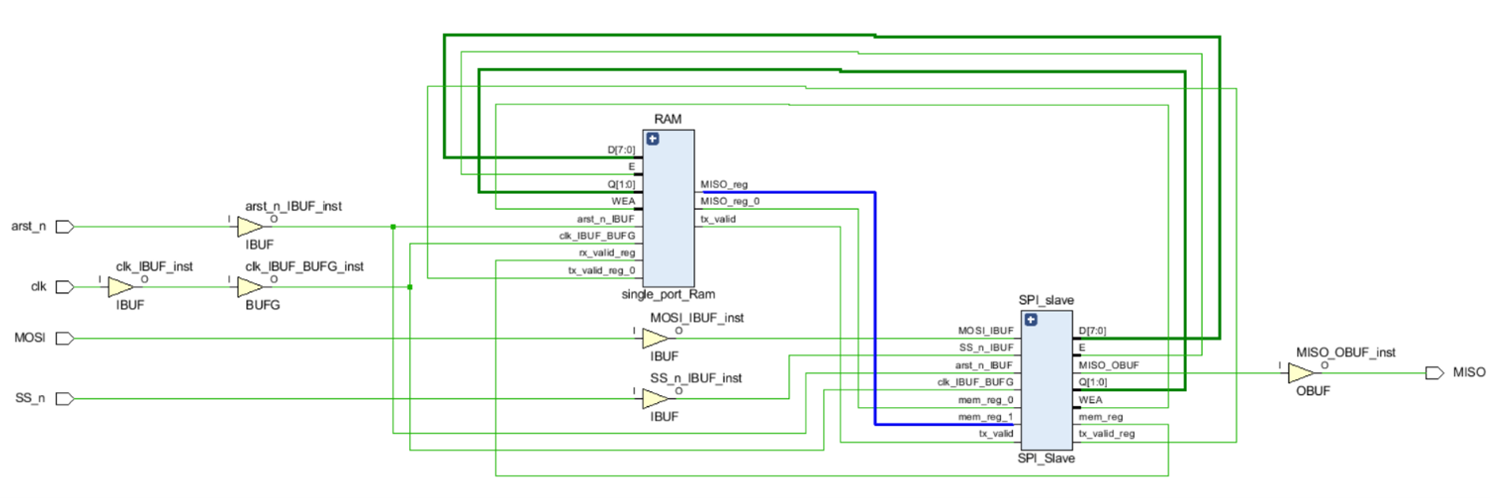 RAM
D[7:0]
E
Q[1:0]
WEA
arst_n_IBUF
clk_IBUF_BUFG
rx_valid_reg
tx_valid_reg_0
MISO_reg
MISO_reg_0
tx_valid
single_port_Ram
arst_n
I
arst_n_IBUF_inst
O
IBUF
clk
I
clk_IBUF_inst
O
IBUF
I
clk_IBUF_BUFG_inst
O
BUFG
MOSI
I
MOSI_IBUF_inst
O
IBUF
SS_n
I
SS_n_IBUF_inst
O
IBUF
SPI_slave
MOSI_IBUF
SS_n_IBUF
arst_n_IBUF
clk_IBUF_BUFG
mem_reg_0
mem_reg_1
tx_valid
D[7:0]
E
MISO_OBUF
Q[1:0]
WEA
mem_reg
tx_valid_reg
SPI_Slave
I
MISO_OBUF_inst
O
OBUF
MISO